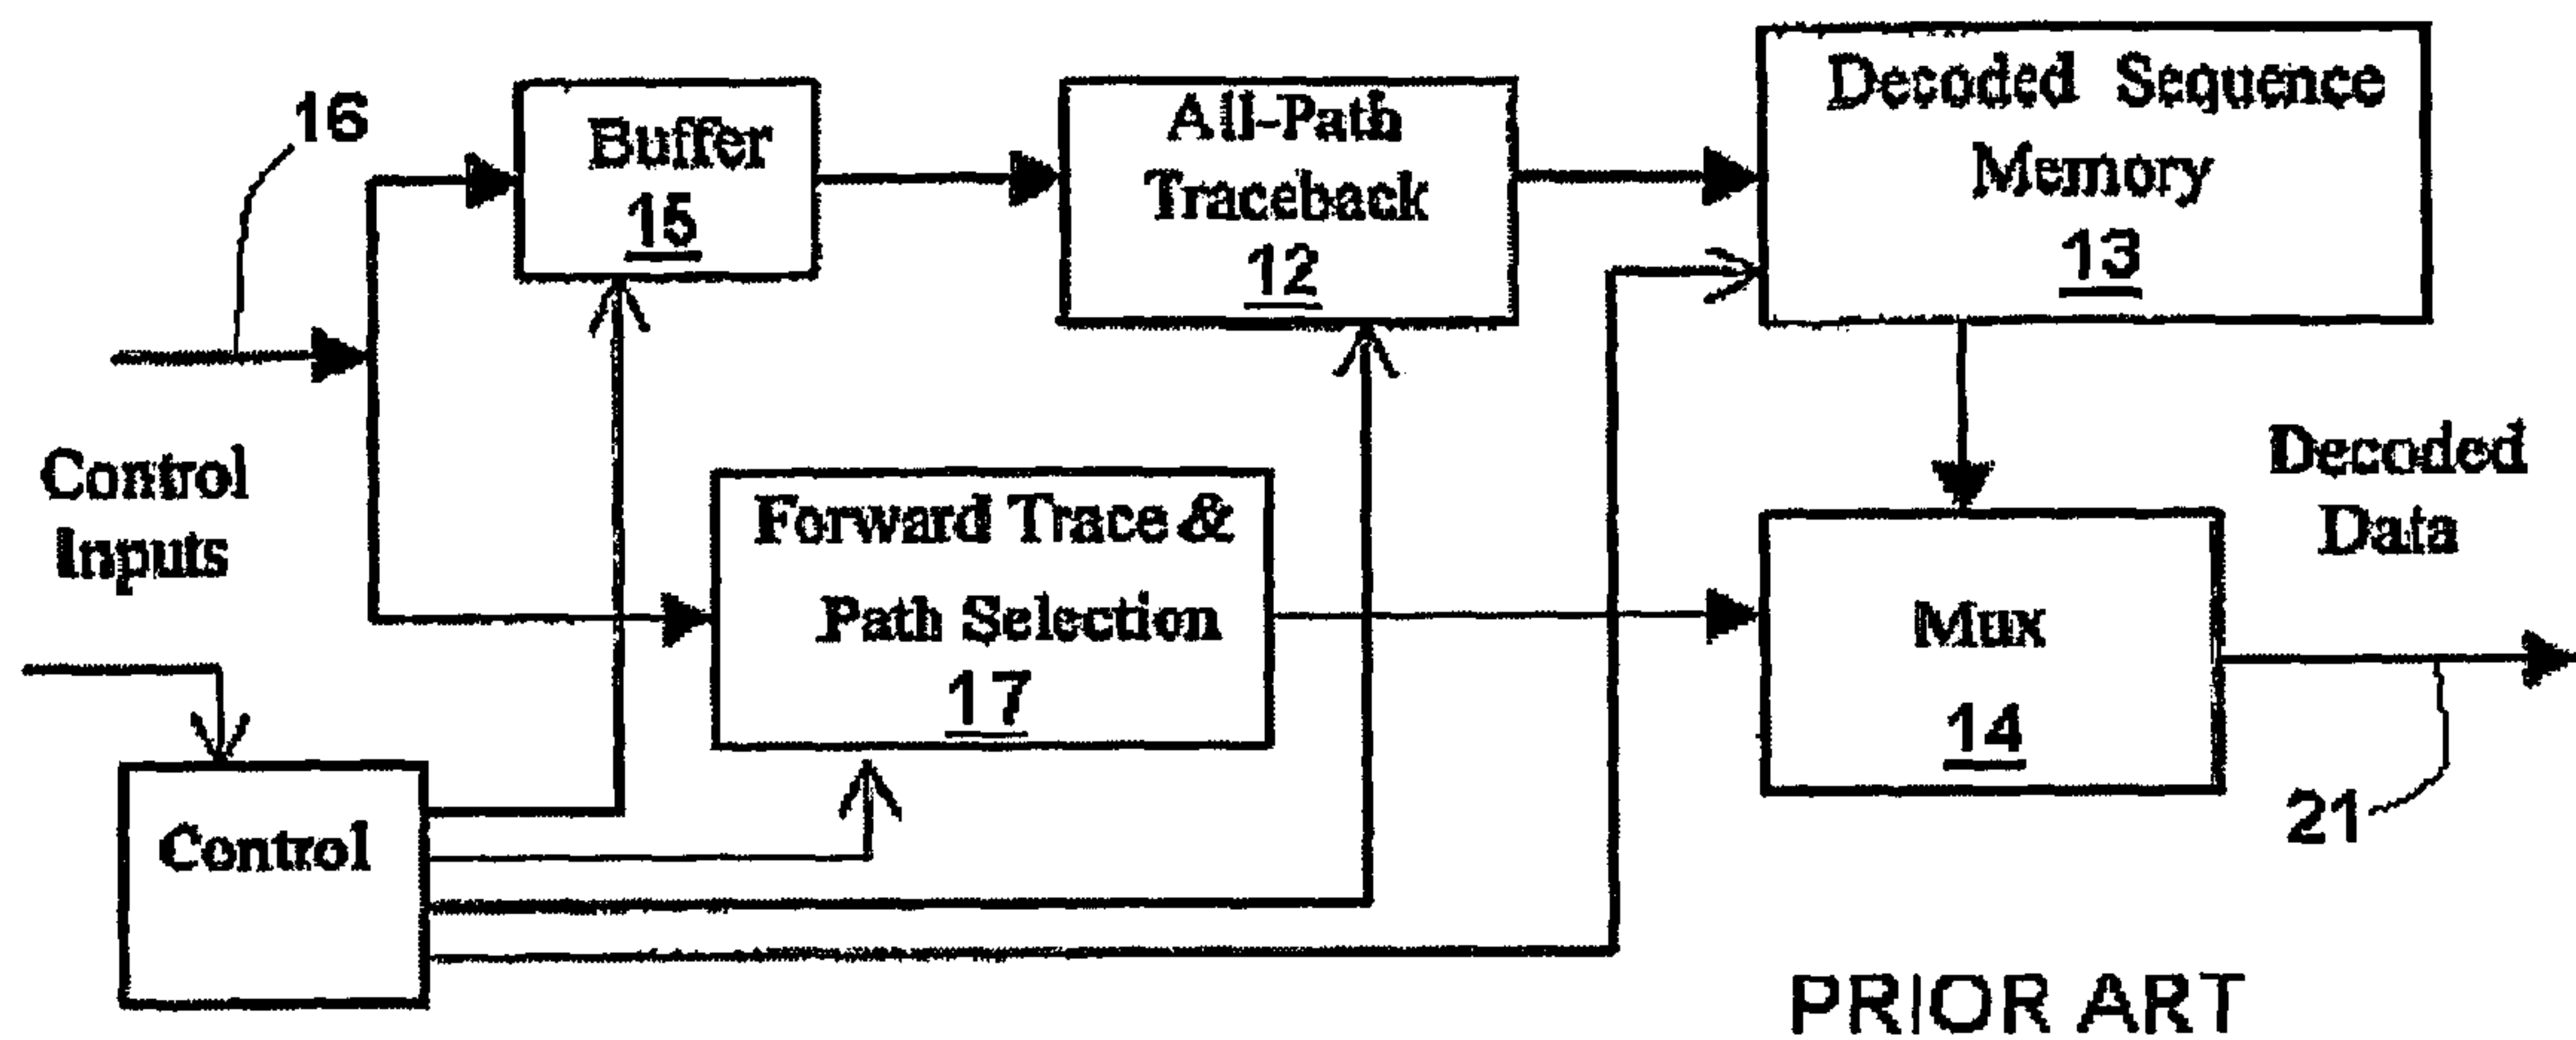 16
Buffer
15
All-Path
Traceback
12
Decoded Sequence
Memory
13
Control
Inputs
Forward Trace &
Path Selection
17
Mux
14
Decoded
Data
21
Control
PRIOR ART